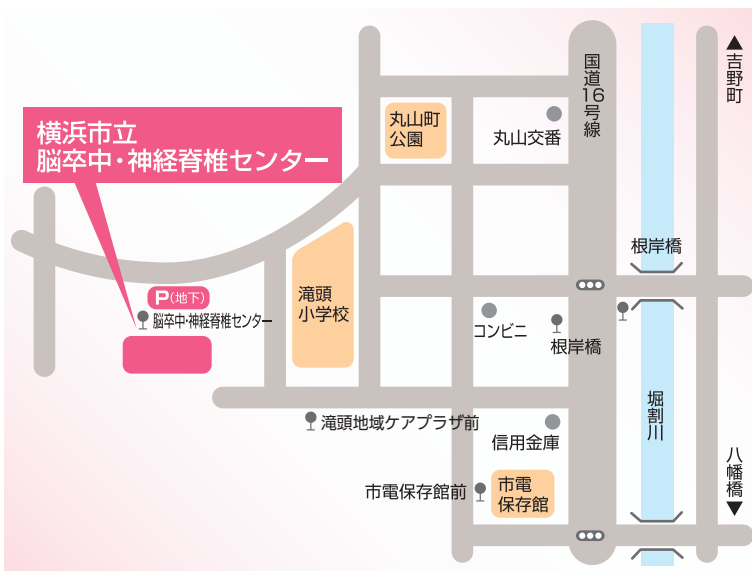 横浜市立
脳卒中・神経脊椎センター
丸山町
公園
丸山交番
国道16号線
▲吉野町
根岸橋
P(地下)
脳卒中・神経脊椎センター
滝頭
小学校
コンビニ
根岸橋
堀割川
滝頭地域ケアプラザ前
信用金庫
市電保存館前
市電
保存館
八幡橋▼